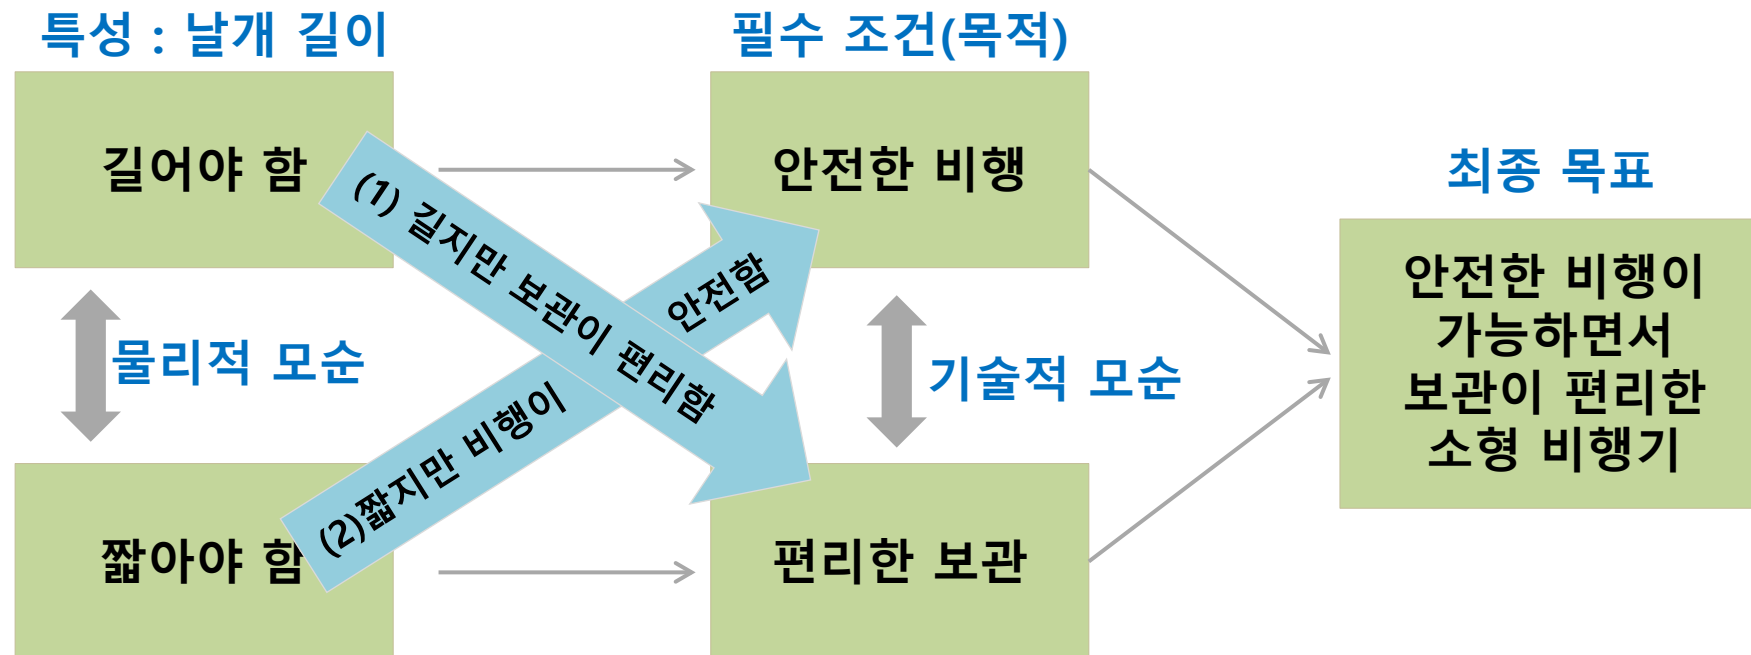 특성 : 날개 길이
필수 조건(목적)
길어야 함
안전한 비행
최종 목표
(1) 길지만 보관이 편리함
(2)짧지만 비행이 안전함
안전한 비행이
가능하면서
보관이 편리한
소형 비행기
물리적 모순
기술적 모순
짧아야 함
편리한 보관